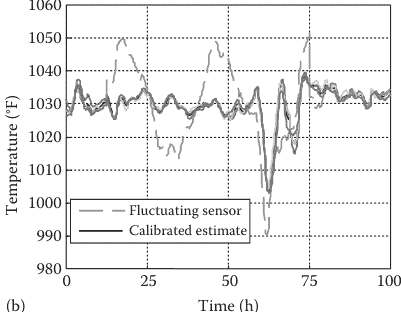 1060
1050
1040
1030
1020
1010
1000
990
980
Temperature (°F)
Fluctuating sensor
Calibrated estimate
0 25 50 75 100
(b) Time (h)